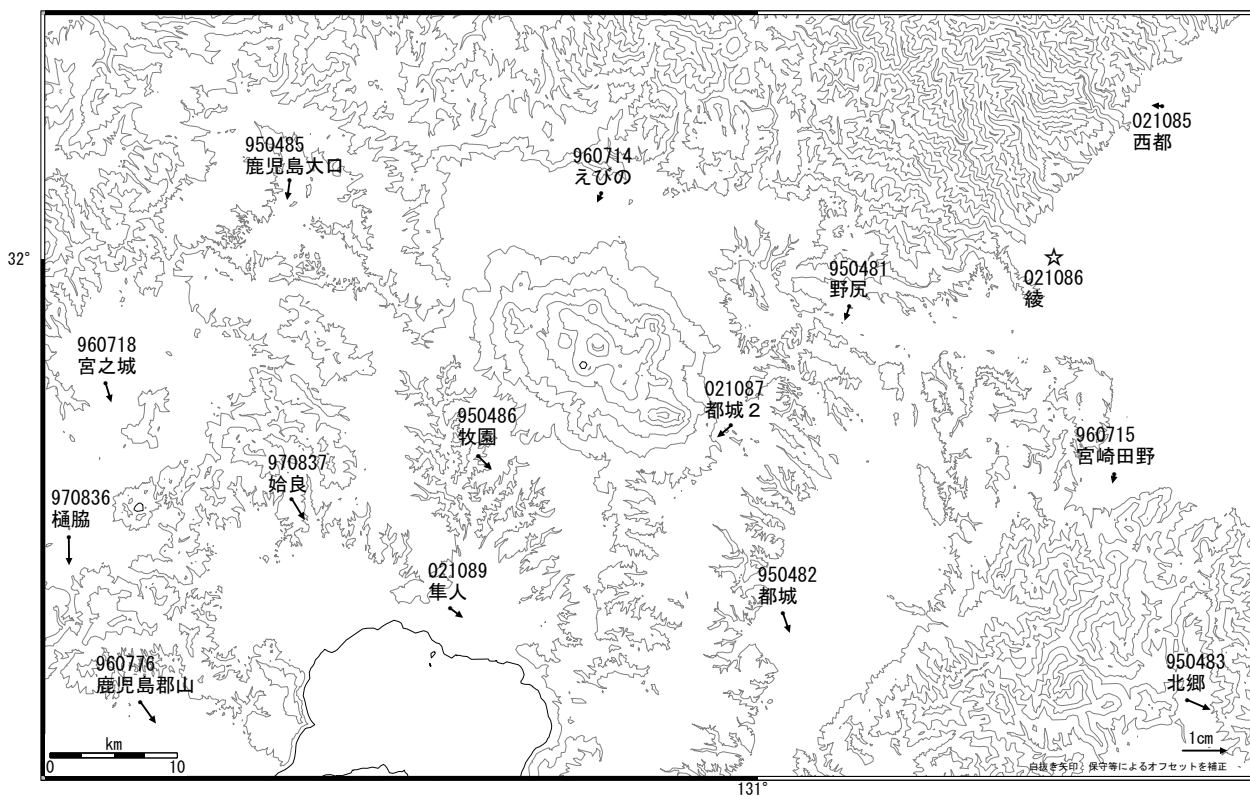 021085
西都
950485
鹿児島大口
960714
えびの
32°
950481
野尻
☆
021086
綾
960718
宮之城
021087
都城２
950486
牧園
960715
宮崎田野
970837
姶良
970836
樋脇
021089
隼人
950482
都城
960776
鹿児島郡山
950483
北郷
km
0 10
1cm
白抜き矢印：保守等によるオフセットを補正
131°